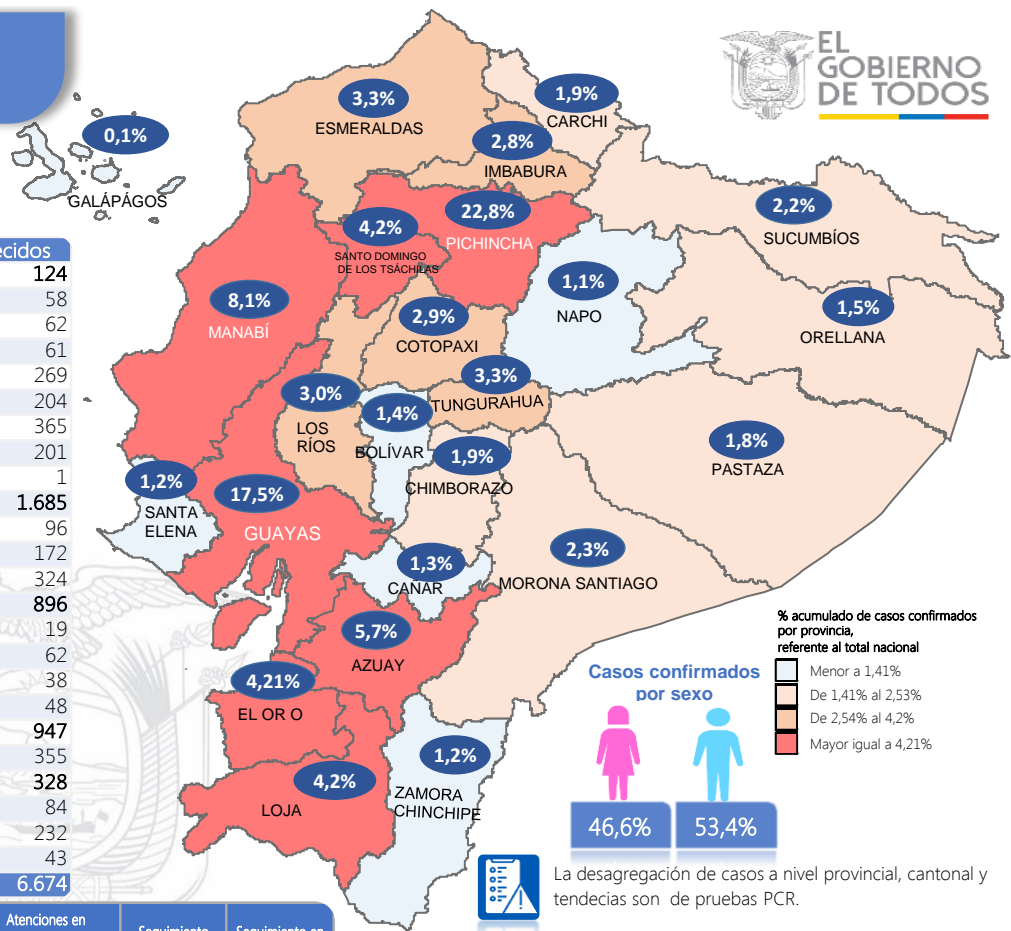 EL
GOBIERNO
DE TODOS
3,3%
ESMERALDAS
1,9%
CARCHI
0,1%
GALÁPÁGOS
2,8%
IMBABURA
4,2%
SANTO DOMINGO
DE LOS TSÁCHILAS
22,8%
PICHINCHA
2,2%
SUCUMBÍOS
8,1%
MANABÍ
2,9%
COTOPAXI
1,1%
NAPO
1,5%
ORELLANA
3,0%
LOS
RÍOS
1,4%
BOLÍVAR
3,3%
TUNGURAHUA
1,9%
CHIMBORAZO
1,8%
PASTAZA
1,2%
SANTA
ELENA
17,5%
GUAYAS
1,3%
CAÑAR
2,3%
MORONA SANTIAGO
5,7%
AZUAY
4,21%
EL OR O
4,2%
LOJA
1,2%
ZAMORA
CHINCHIPE
ecidos
124
58
62
61
269
204
365
201
1
1.685
96
172
324
896
19
62
38
48
947
355
328
84
232
43
6.674
Atenciones en
Seguimiento
Seguimiento en
% acumulado de casos confirmados
por provincia,
referente al total nacional
Menor a 1,41%
De 1,41% al 2,53%
De 2,54% al 4,2%
Mayor igual a 4,21%
Casos confirmados
por sexo
46,6%
53,4%
La desagregación de casos a nivel provincial, cantonal y
tendecias son de pruebas PCR.